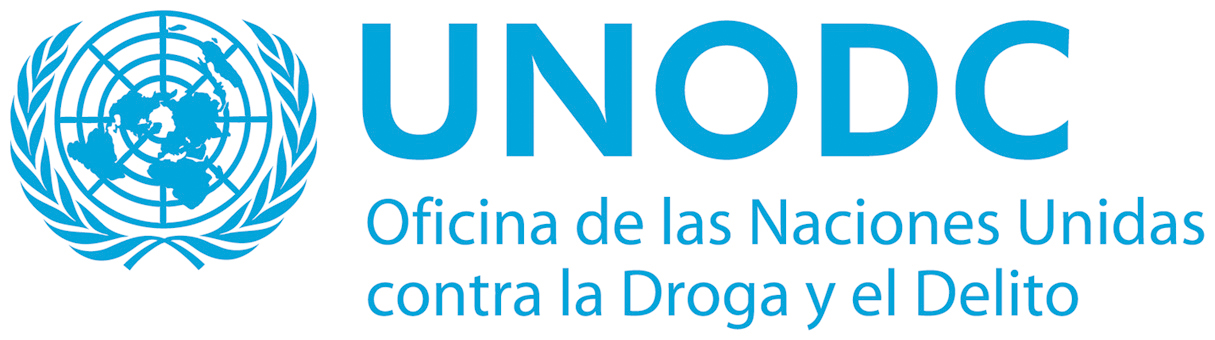 UNODC
Oficina de las Naciones Unidas
contra la Droga y el Delito